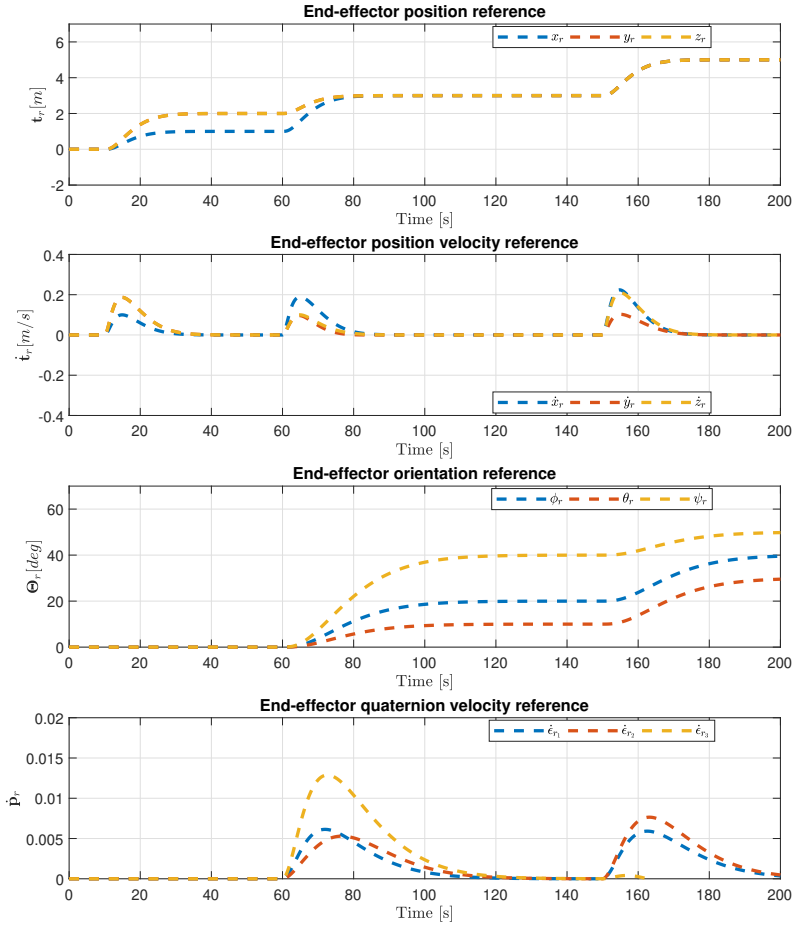 End-effector position reference
x_r y_r z_r
6
4
2
0
-2
t_r[m]
0 20 40 60 80 100 120 140 160 180 200
Time [s]
End-effector position velocity reference
0.4
0.2
0
-0.2
-0.4
ṫ_r[m/s]
ẋ_r ẏ_r ż_r
0 20 40 60 80 100 120 140 160 180 200
Time [s]
End-effector orientation reference
ϕ_r θ_r ψ_r
60
40
20
0
Θ_r[deg]
0 20 40 60 80 100 120 140 160 180 200
Time [s]
End-effector quaternion velocity reference
ϵ̇_{r_1} ϵ̇_{r_2} ϵ̇_{r_3}
0.02
0.015
0.01
0.005
0
ṗ_r
0 20 40 60 80 100 120 140 160 180 200
Time [s]